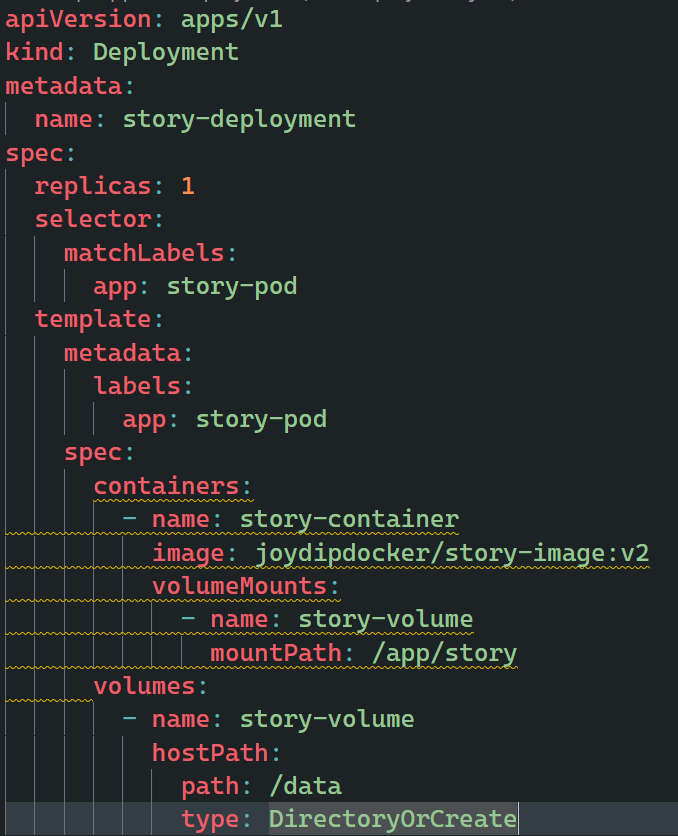 apiVersion: apps/v1
kind: Deployment
metadata:
  name: story-deployment
spec:
  replicas: 1
  selector:
    matchLabels:
      app: story-pod
  template:
    metadata:
      labels:
        app: story-pod
    spec:
      containers:
        - name: story-container
          image: joydipdocker/story-image:v2
          volumeMounts:
            - name: story-volume
              mountPath: /app/story
      volumes:
        - name: story-volume
          hostPath:
            path: /data
            type: DirectoryOrCreate